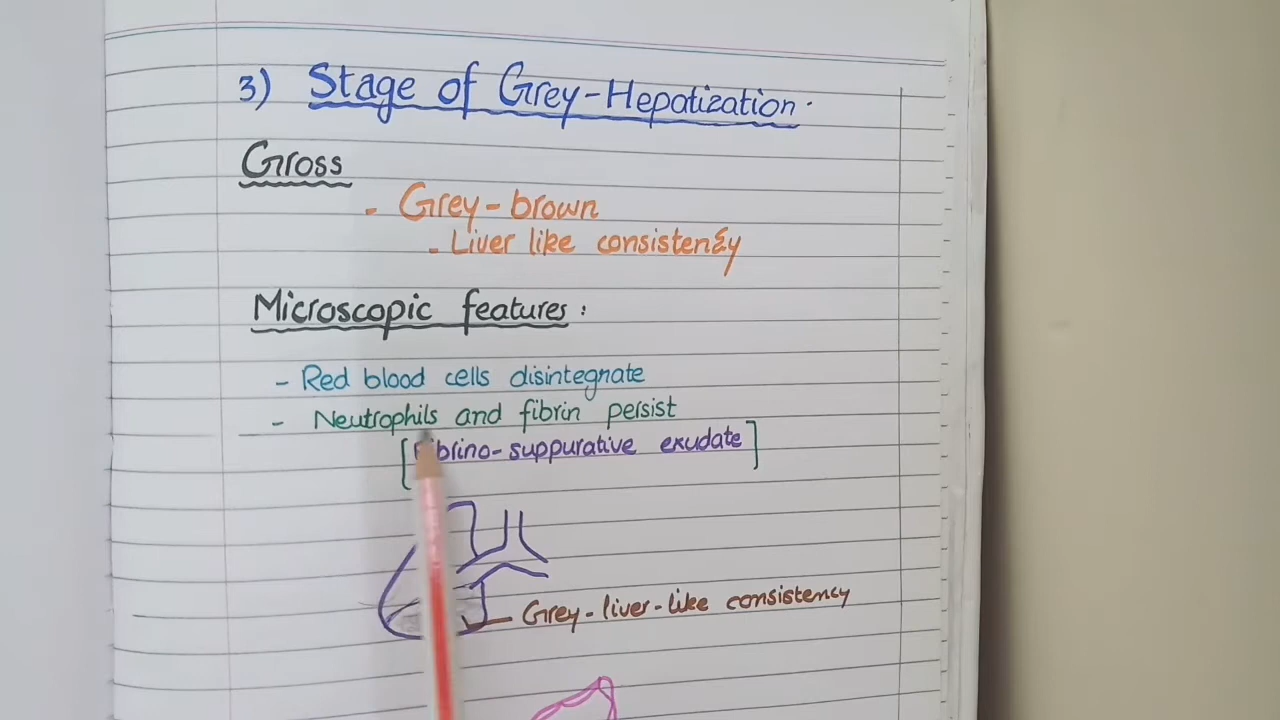 3) Stage of Grey-Hepatization.
Gross
- Grey-brown
- Liver like consistency
Microscopic features:
- Red blood cells disintegrate
- Neutrophils and fibrin persist
[Fibrino-suppurative exudate]
Grey-liver-like consistency